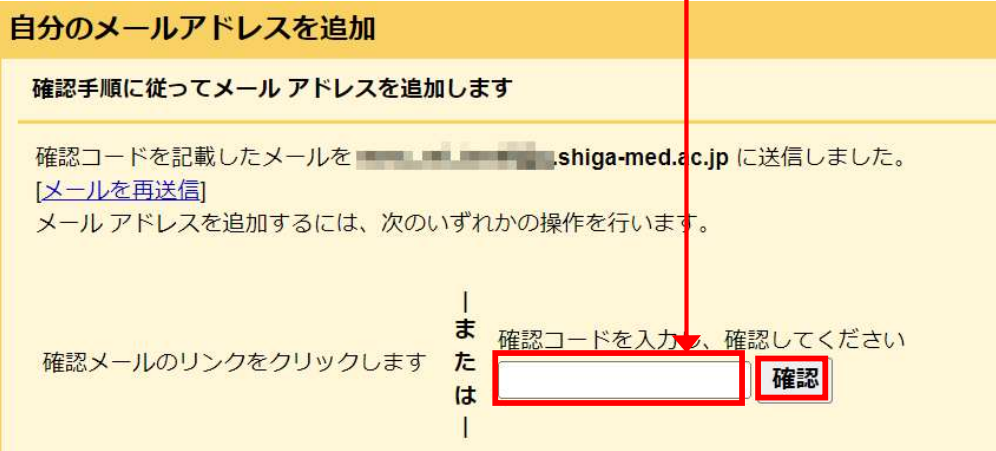 自分のメールアドレスを追加
確認手順に従ってメール アドレスを追加します
確認コードを記載したメールを .shiga-med.ac.jp に送信しました。
[メールを再送信]
メール アドレスを追加するには、次のいずれかの操作を行います。
確認メールのリンクをクリックします
|
ま
た
は
|
確認コードを入力し、確認してください
確認